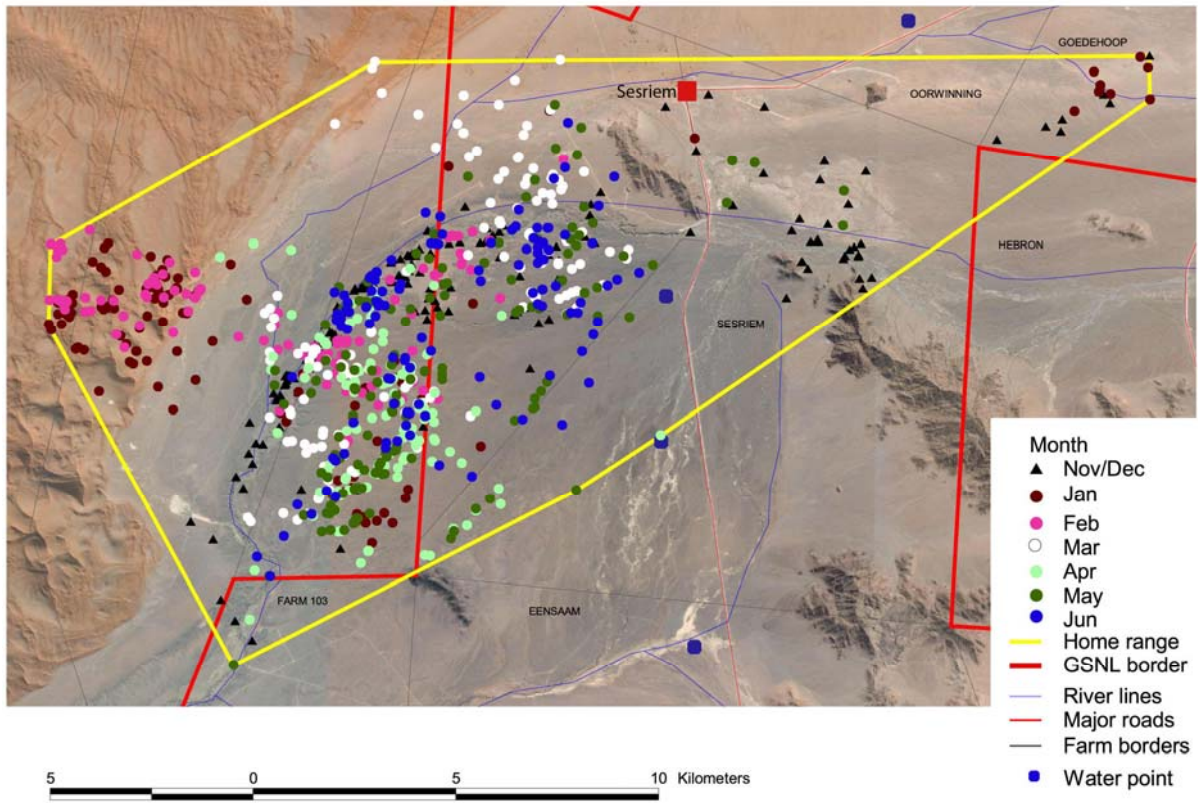 GOEDEHOOP
Sesriem
OORWINNING
HEBRON
SESRIEM
FARM 103
EENSAAM
Month
Nov/Dec
Jan
Feb
Mar
Apr
May
Jun
Home range
GSNL border
River lines
Major roads
Farm borders
Water point
5 0 5 10 Kilometers